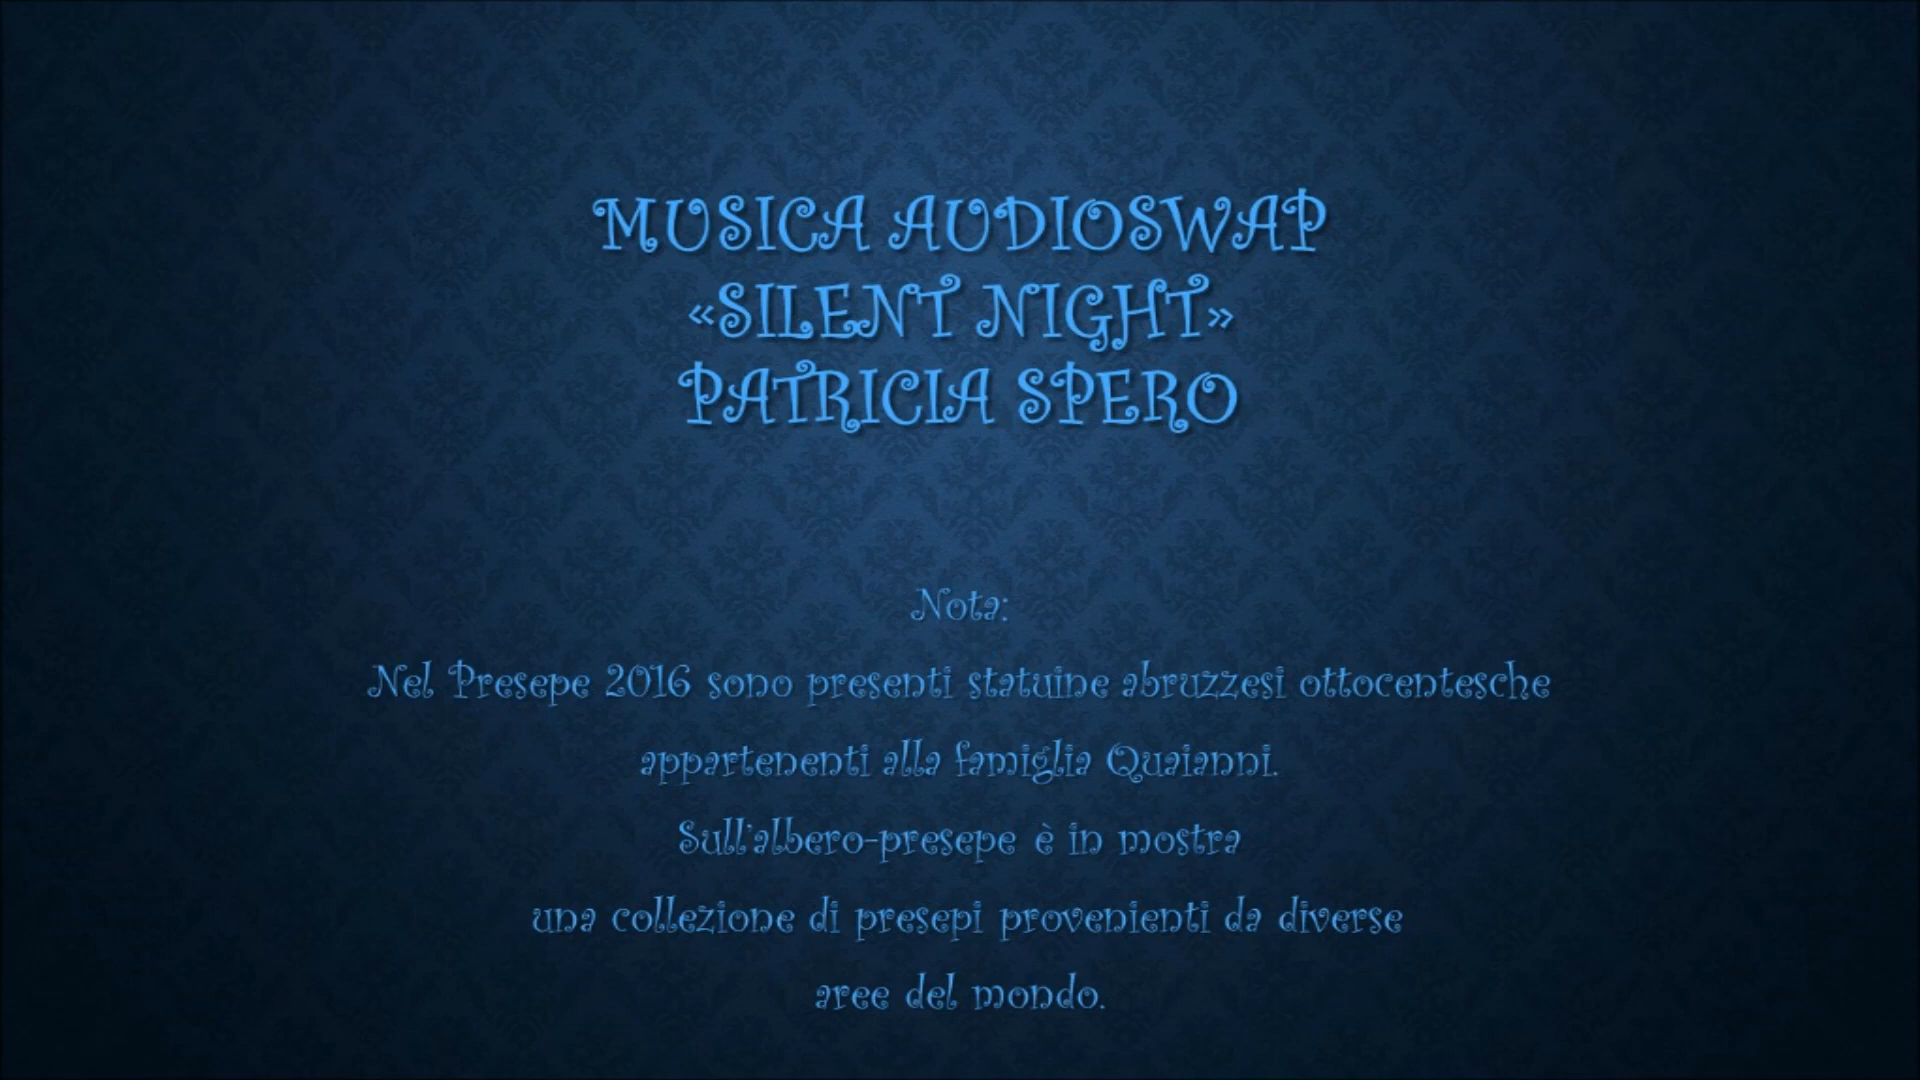 MUSICA AUDIOSWAP
«SILENT NIGHT»
PATRICIA SPERO
Nota:
Nel Presepe 2016 sono presenti statuine abruzzesi ottocentesche
appartenenti alla famiglia Quaianni.
Sull'albero-presepe è in mostra
una collezione di presepi provenienti da diverse
aree del mondo.